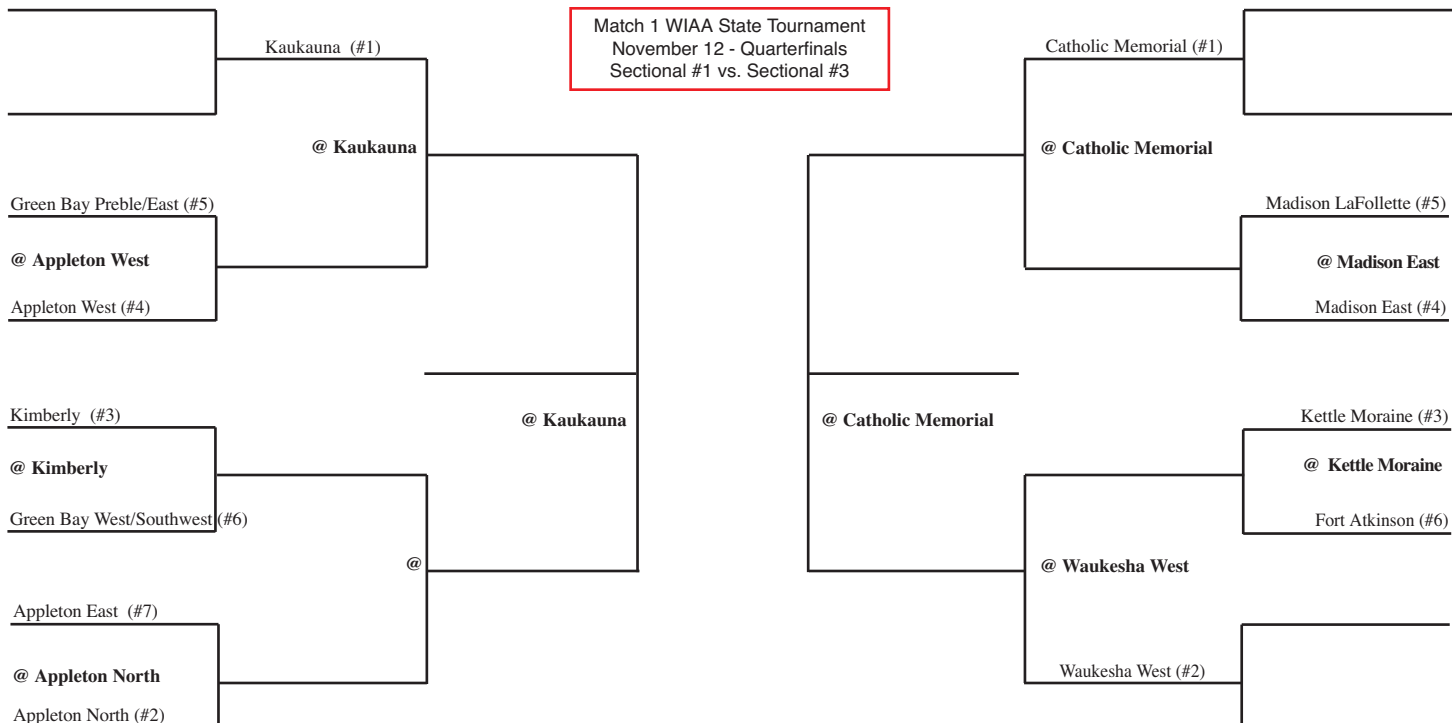 Match 1 WIAA State Tournament
November 12 - Quarterfinals
Sectional #1 vs. Sectional #3
Kaukauna (#1)
@ Kaukauna
Green Bay Preble/East (#5)
@ Appleton West
Appleton West (#4)
@ Kaukauna
Kimberly (#3)
@ Kimberly
Green Bay West/Southwest (#6)
@
Appleton East (#7)
@ Appleton North
Appleton North (#2)
Catholic Memorial (#1)
@ Catholic Memorial
Madison LaFollette (#5)
@ Madison East
Madison East (#4)
@ Catholic Memorial
Kettle Moraine (#3)
@ Kettle Moraine
Fort Atkinson (#6)
@ Waukesha West
Waukesha West (#2)